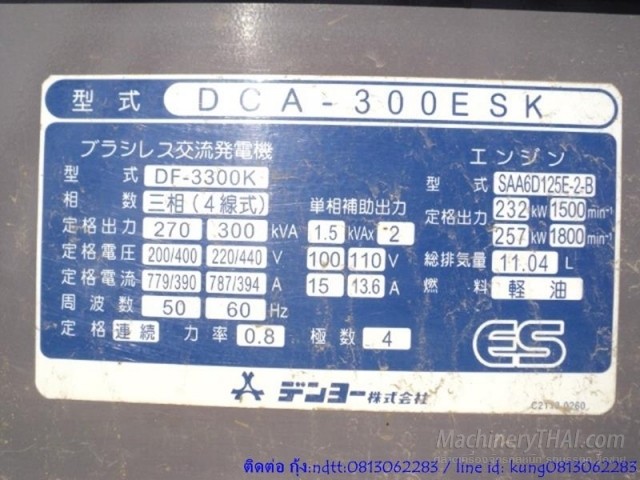 型式 DCA-300ESK
ブラシレス交流発電機
型式 DF-3300K
相数 三相(4線式) 単相補助出力
定格出力 270 300 kVA 1.5 kVAx 2
定格電圧 200/400 220/440 V 100 110 V
定格電流 779/390 787/394 A 15 13.6 A
周波数 50 60 Hz
定格 連続 力率 0.8 極数 4
エンジン
型式 SAA6D125E-2-B
定格出力 232 kW 1500 min⁻¹
257 kW 1800 min⁻¹
総排気量 11.04 L
燃料 軽油
ES
デンヨー株式会社
MachineryTHAI.com
ติดต่อ กุ้ง:ndtt:0813062283 / line id: kung0813062283